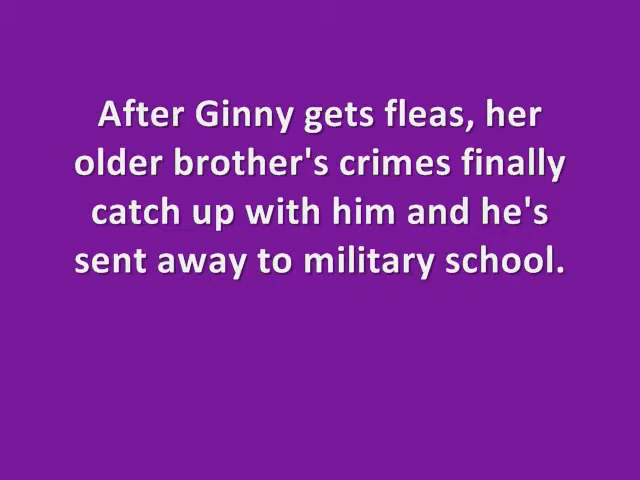 After Ginny gets fleas, her
older brother's crimes finally
catch up with him and he's
sent away to military school.